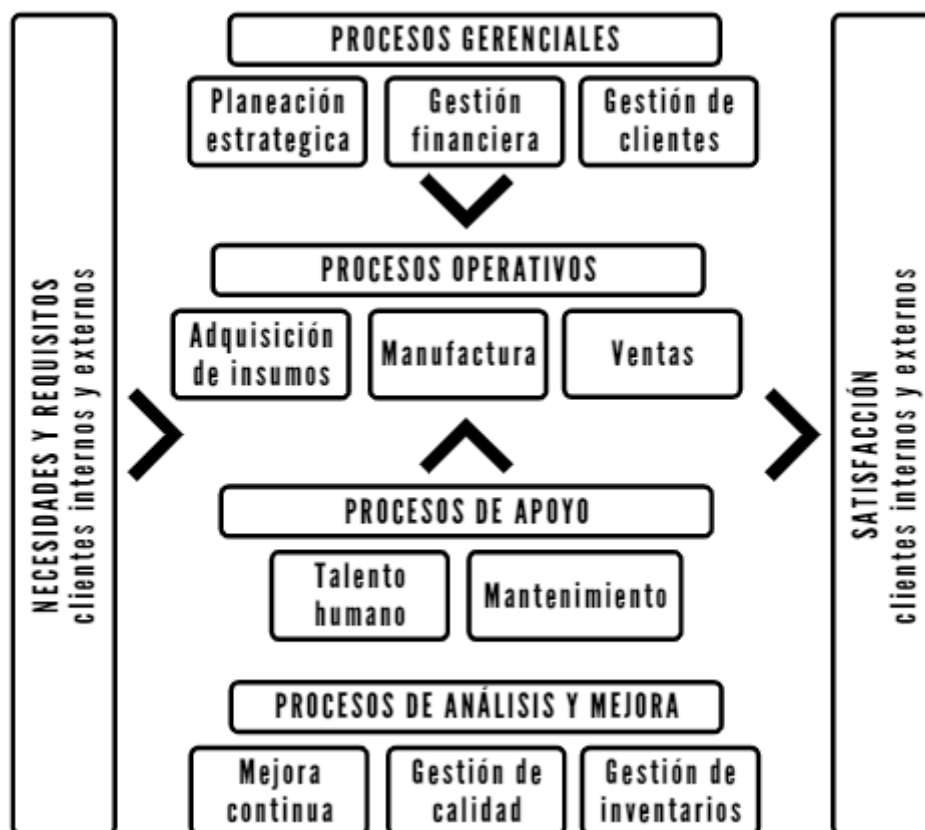 NECESIDADES Y REQUISITOS
clientes internos y externos
PROCESOS GERENCIALES
Planeación
estrategica
Gestión
financiera
Gestión de
clientes
PROCESOS OPERATIVOS
Adquisición
de insumos
Manufactura
Ventas
PROCESOS DE APOYO
Talento
humano
Mantenimiento
PROCESOS DE ANÁLISIS Y MEJORA
Mejora
continua
Gestión de
calidad
Gestión de
inventarios
SATISFACCIÓN
clientes internos y externos